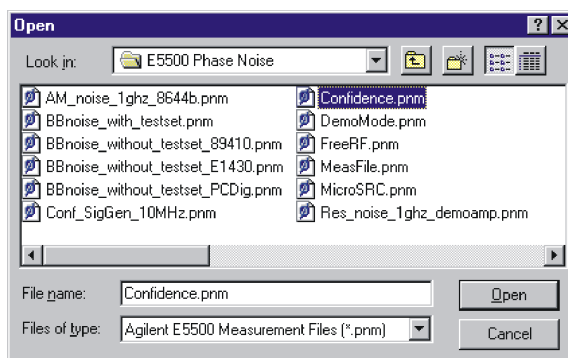 Open
Look in: E5500 Phase Noise
AM_noise_1ghz_8644b.pnm
BBnoise_with_testset.pnm
BBnoise_without_testset_89410.pnm
BBnoise_without_testset_E1430.pnm
BBnoise_without_testset_PCDig.pnm
Conf_SigGen_10MHz.pnm
Confidence.pnm
DemoMode.pnm
FreeRF.pnm
MeasFile.pnm
MicroSRC.pnm
Res_noise_1ghz_demoamp.pnm
File name: Confidence.pnm Open
Files of type: Agilent E5500 Measurement Files (*.pnm) Cancel